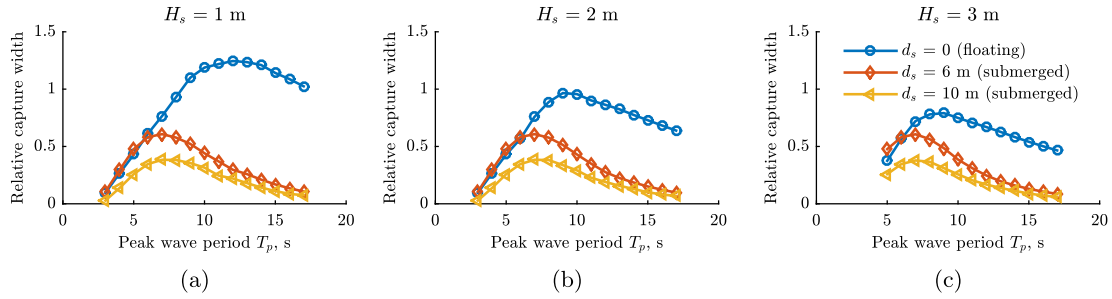 H_s = 1 m
Relative capture width
1.5
1
0.5
0
0 5 10 15 20
Peak wave period T_p, s
(a)
H_s = 2 m
Relative capture width
1.5
1
0.5
0
0 5 10 15 20
Peak wave period T_p, s
(b)
H_s = 3 m
Relative capture width
1.5
1
0.5
0
0 5 10 15 20
Peak wave period T_p, s
d_s = 0 (floating)
d_s = 6 m (submerged)
d_s = 10 m (submerged)
(c)